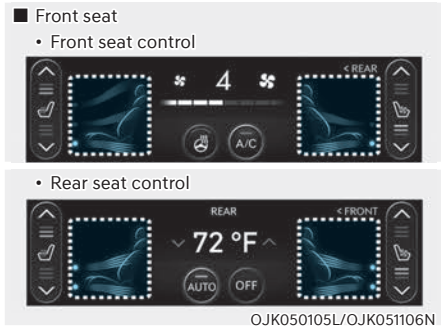 ■ Front seat
• Front seat control
4
< REAR
A/C
• Rear seat control
REAR
< FRONT
72 °F
AUTO
OFF
OJK050105L/OJK051106N